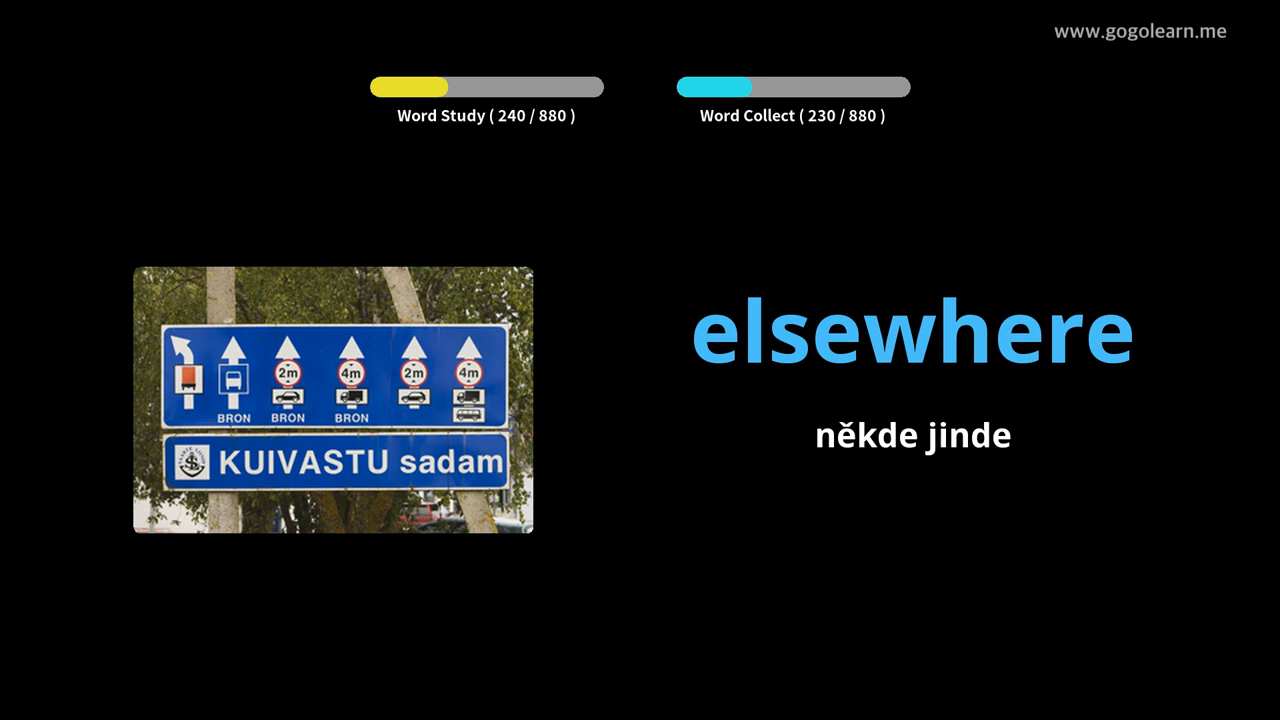 www.gogolearn.me
Word Study ( 240 / 880 )
Word Collect ( 230 / 880 )
elsewhere
někde jinde
2m 4m 2m 4m
BRON BRON BRON
KUIVASTU sadam